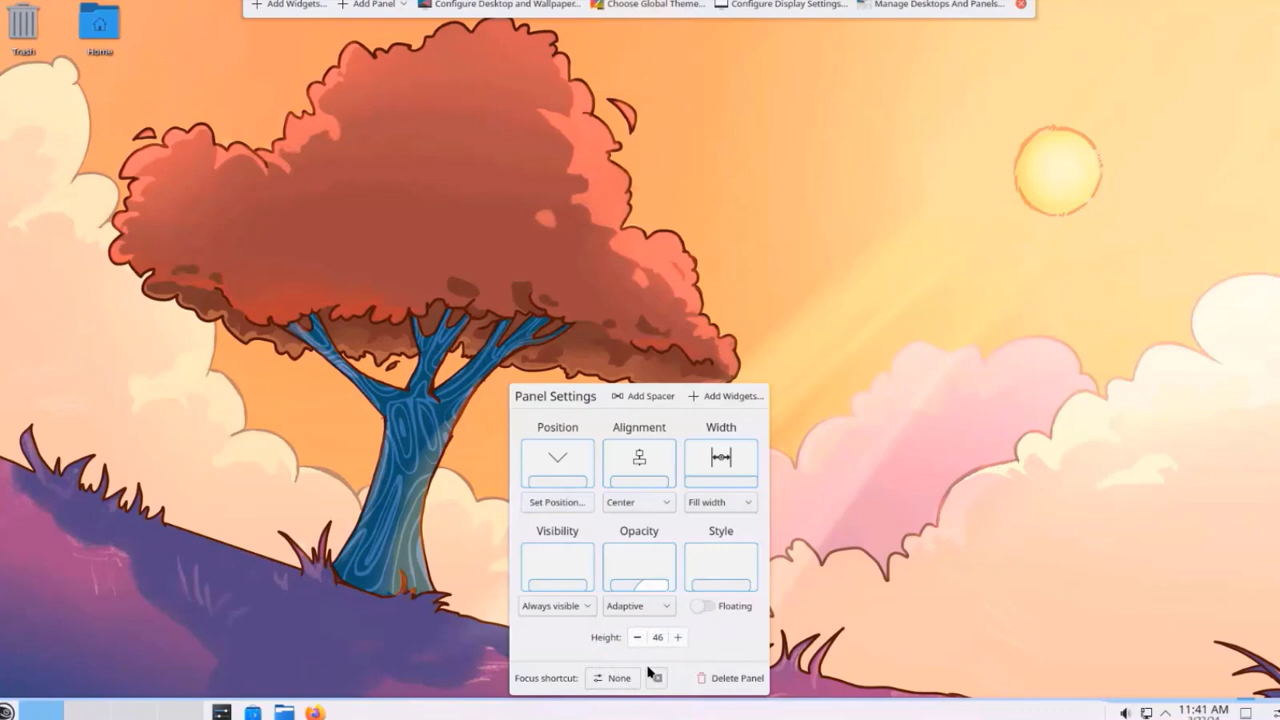 Add Widgets... Add Panel Configure Desktop and Wallpaper... Choose Global Theme... Configure Display Settings... Manage Desktops And Panels...
Trash Home
Panel Settings Add Spacer Add Widgets...
Position Alignment Width
Set Position... Center Fill width
Visibility Opacity Style
Always visible Adaptive Floating
Height: 46
Focus shortcut: None Delete Panel
11:41 AM